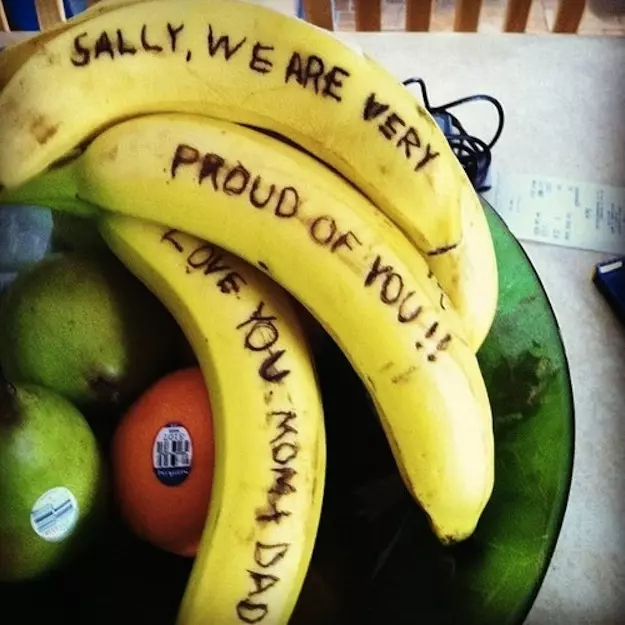 SALLY, WE ARE VERY
PROUD OF YOU!!
LOVE YOU - MOM & DAD